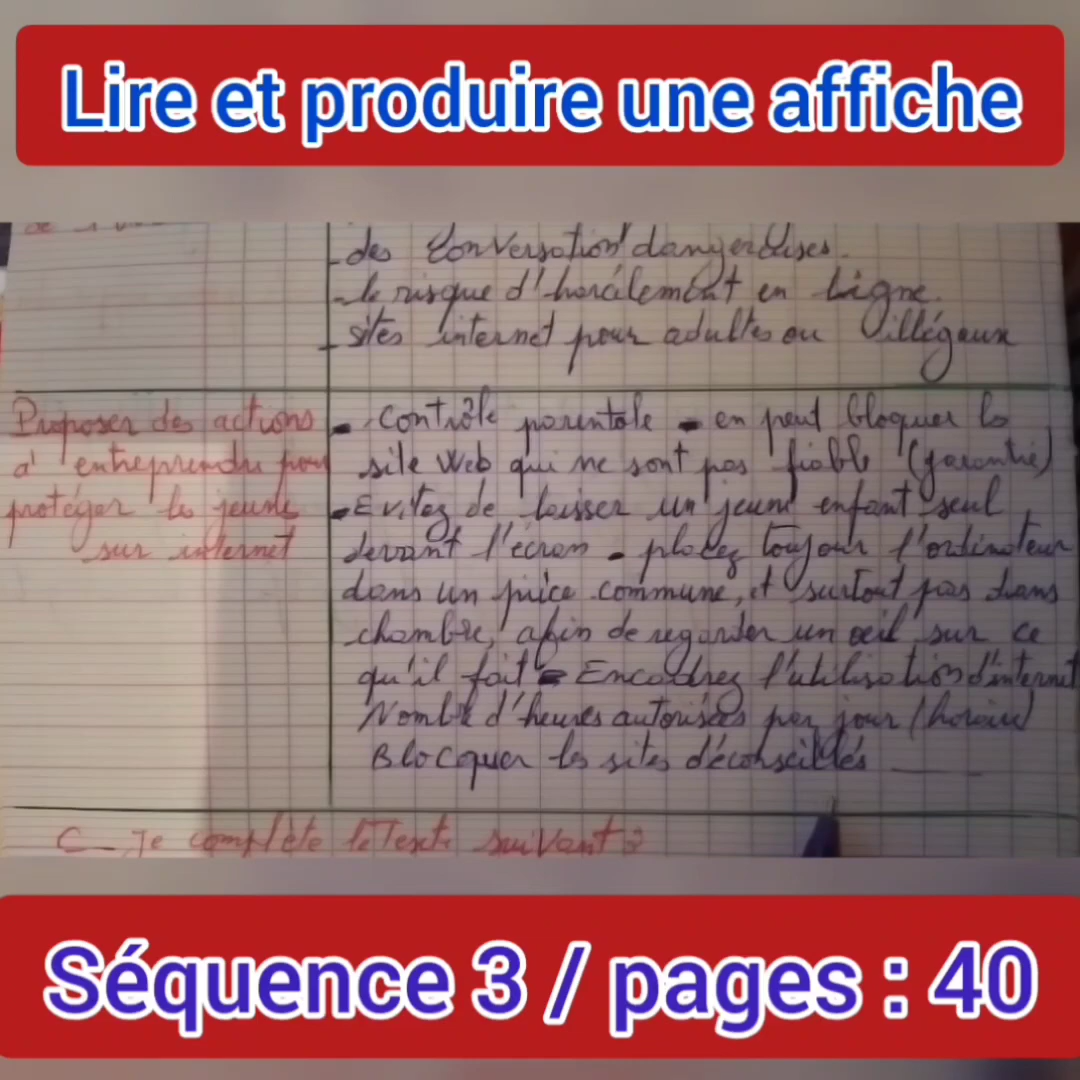 Lire et produire une affiche
- des Conversation dangereuses.
- le risque d'harcèlement en ligne.
- sites internet pour adultes ou illégaux
Proposer des actions
à entreprendre pour
protéger les jeunes
sur internet
- Contrôle parentale - en peut bloquer les
site Web qui ne sont pas fiable (garantie)
- Evitez de laisser un jeune enfant seul
devant l'écran - placez toujour l'ordinateur
dans un pièce commune, et surtout pas dans
chambre, afin de regarder un oeil sur ce
qu'il fait - Encadrez l'utilisation d'internet
Nombre d'heures autorisées par jour (horaire)
Blocquer les sites déconseillés
C - Je complète le Texte suivant :
Séquence 3 / pages : 40